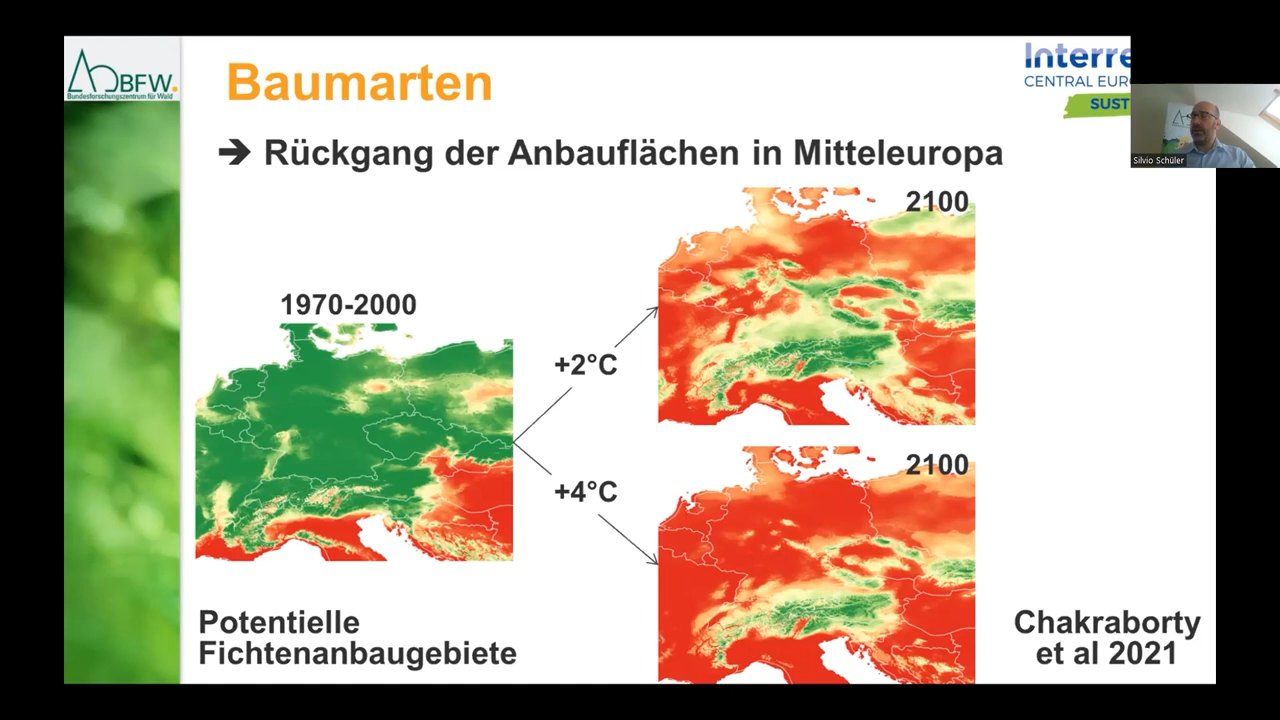 BFW.
Bundesforschungszentrum für Wald
Baumarten
Interre
CENTRAL EURO
SUST
Silvio Schüler
➔ Rückgang der Anbauflächen in Mitteleuropa
2100
1970-2000
+2°C
2100
+4°C
Potentielle
Fichtenanbaugebiete
Chakraborty
et al 2021